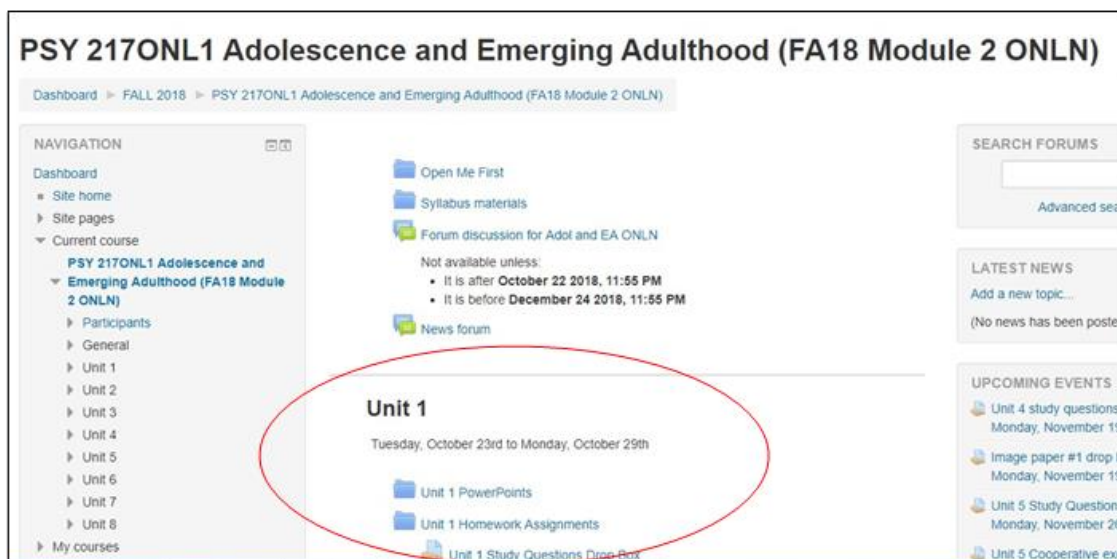 PSY 217ONL1 Adolescence and Emerging Adulthood (FA18 Module 2 ONLN)
Dashboard ► FALL 2018 ► PSY 217ONL1 Adolescence and Emerging Adulthood (FA18 Module 2 ONLN)
NAVIGATION
Dashboard
Site home
Site pages
Current course
PSY 217ONL1 Adolescence and
Emerging Adulthood (FA18 Module
2 ONLN)
Participants
General
Unit 1
Unit 2
Unit 3
Unit 4
Unit 5
Unit 6
Unit 7
Unit 8
My courses
Open Me First
Syllabus materials
Forum discussion for Adol and EA ONLN
Not available unless:
• It is after October 22 2018, 11:55 PM
• It is before December 24 2018, 11:55 PM
News forum
Unit 1
Tuesday, October 23rd to Monday, October 29th
Unit 1 PowerPoints
Unit 1 Homework Assignments
Unit 1 Study Questions Drop Box
SEARCH FORUMS
Advanced sea
LATEST NEWS
Add a new topic...
(No news has been poste
UPCOMING EVENTS
Unit 4 study questions
Monday, November 19
Image paper #1 drop
Monday, November 19
Unit 5 Study Question
Monday, November 26
Unit 5 Cooperative ex